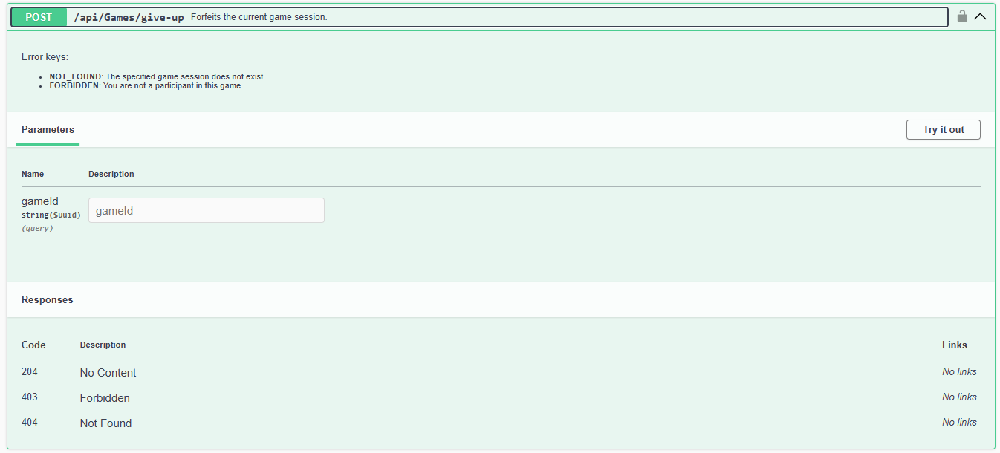 POST /api/Games/give-up Forfeits the current game session.
Error keys:
NOT_FOUND: The specified game session does not exist.
FORBIDDEN: You are not a participant in this game.
Parameters Try it out
Name Description
gameId gameId
string($uuid)
(query)
Responses
Code Description Links
204 No Content No links
403 Forbidden No links
404 Not Found No links